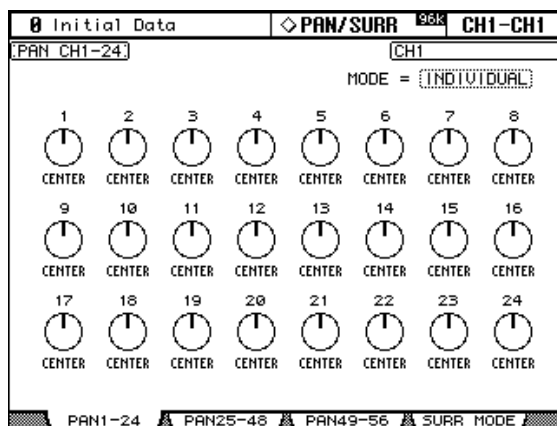 0 Initial Data ◇PAN/SURR 96k CH1-CH1
PAN CH1-24 CH1
MODE = INDIVIDUAL
1 2 3 4 5 6 7 8
CENTER CENTER CENTER CENTER CENTER CENTER CENTER CENTER
9 10 11 12 13 14 15 16
CENTER CENTER CENTER CENTER CENTER CENTER CENTER CENTER
17 18 19 20 21 22 23 24
CENTER CENTER CENTER CENTER CENTER CENTER CENTER CENTER
PAN1-24 PAN25-48 PAN49-56 SURR MODE